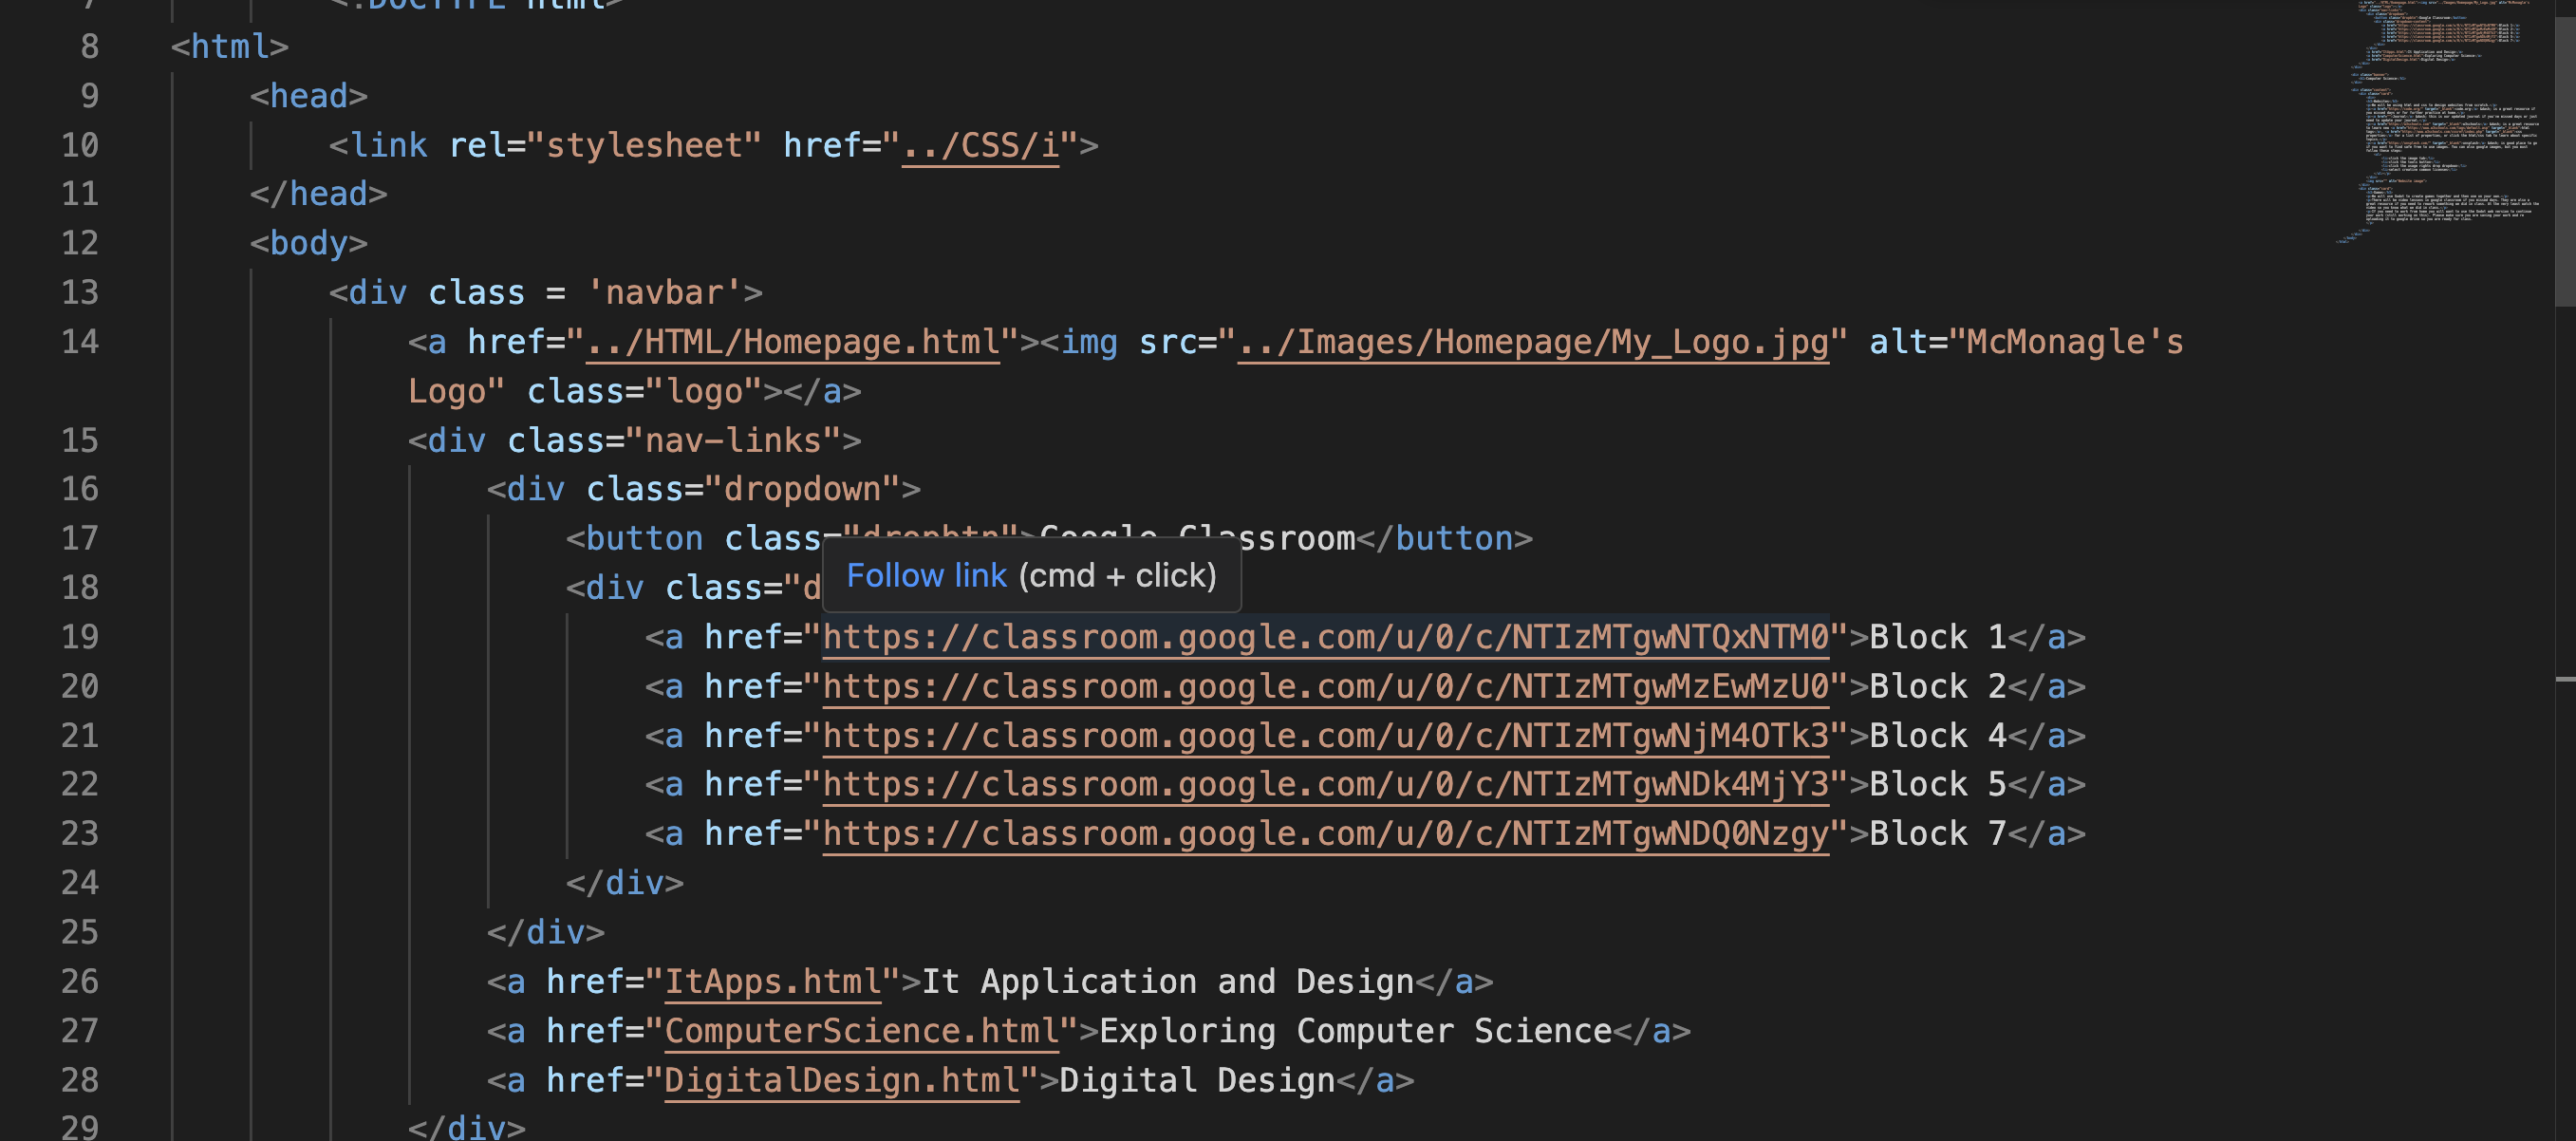 7 <!DOCTYPE html>
8 <html>
9 <head>
10 <link rel="stylesheet" href="../CSS/i">
11 </head>
12 <body>
13 <div class = 'navbar'>
14 <a href="../HTML/Homepage.html"><img src="../Images/Homepage/My_Logo.jpg" alt="McMonagle's
Logo" class="logo"></a>
15 <div class="nav-links">
16 <div class="dropdown">
17 <button class="dropbtn">Google Classroom</button>
Follow link (cmd + click)
18 <div class="d
19 <a href="https://classroom.google.com/u/0/c/NTIzMTgwNTQxNTM0">Block 1</a>
20 <a href="https://classroom.google.com/u/0/c/NTIzMTgwMzEwMzU0">Block 2</a>
21 <a href="https://classroom.google.com/u/0/c/NTIzMTgwNjM4OTk3">Block 4</a>
22 <a href="https://classroom.google.com/u/0/c/NTIzMTgwNDk4MjY3">Block 5</a>
23 <a href="https://classroom.google.com/u/0/c/NTIzMTgwNDQ0Nzgy">Block 7</a>
24 </div>
25 </div>
26 <a href="ItApps.html">It Application and Design</a>
27 <a href="ComputerScience.html">Exploring Computer Science</a>
28 <a href="DigitalDesign.html">Digital Design</a>
29 </div>